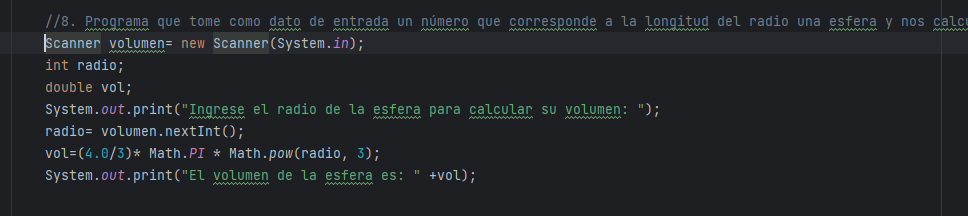 //8. Programa que tome como dato de entrada un número que corresponde a la longitud del radio una esfera y nos
Scanner volumen= new Scanner(System.in);
int radio;
double vol;
System.out.print("Ingrese el radio de la esfera para calcular su volumen: ");
radio= volumen.nextInt();
vol=(4.0/3)* Math.PI * Math.pow(radio, 3);
System.out.print("El volumen de la esfera es: " +vol);